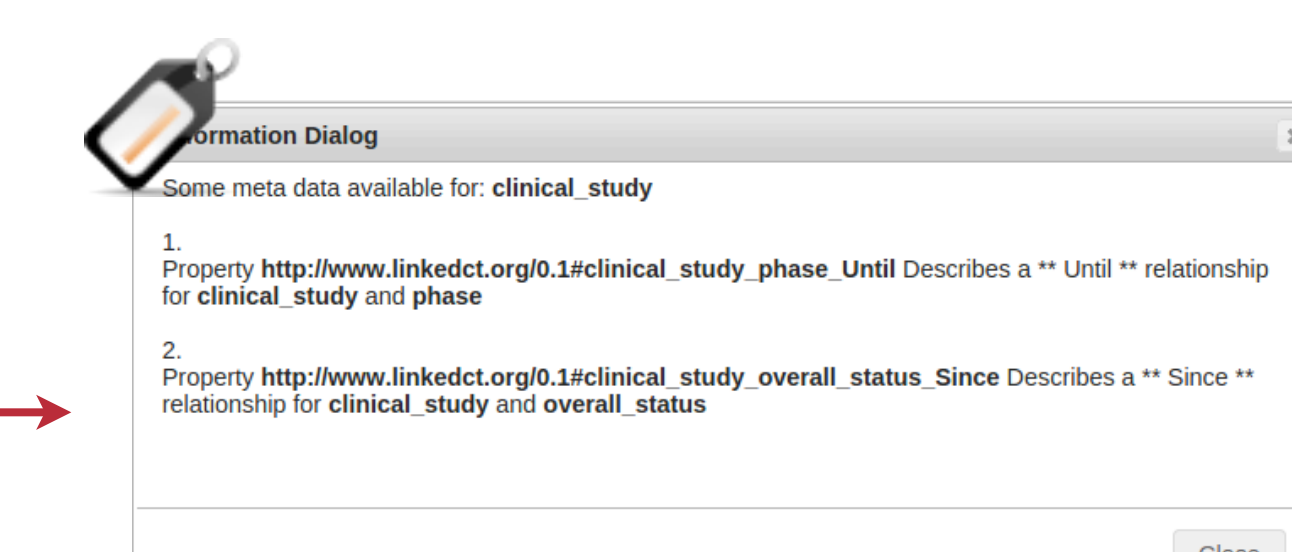 ormation Dialog
Some meta data available for: clinical_study
1.
Property http://www.linkedct.org/0.1#clinical_study_phase_Until Describes a ** Until ** relationship
for clinical_study and phase
2.
Property http://www.linkedct.org/0.1#clinical_study_overall_status_Since Describes a ** Since **
relationship for clinical_study and overall_status
Close